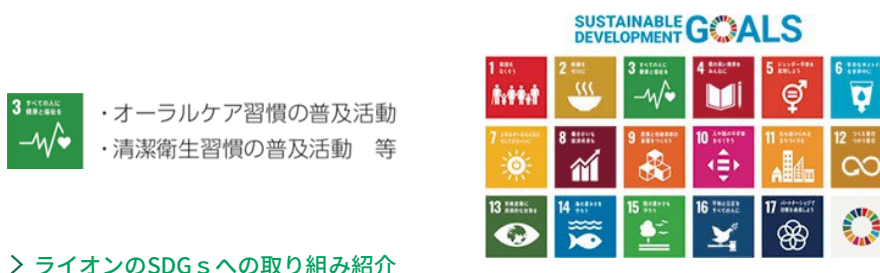 3 すべての人に
健康と福祉を
・オーラルケア習慣の普及活動
・清潔衛生習慣の普及活動　等
> ライオンのSDGｓへの取り組み紹介
SUSTAINABLE
DEVELOPMENT GOALS
1 貧困を
なくそう
2 飢餓を
ゼロに
3 すべての人に
健康と福祉を
4 質の高い教育を
みんなに
5 ジェンダー平等を
実現しよう
6
7 エネルギーをみんなに
そしてクリーンに
8 働きがいも
経済成長も
9 産業と技術革新の
基盤をつくろう
10 人や国の不平等
をなくそう
11 住み続けられる
まちづくりを
12 つくる責任
つかう責任
13 気候変動に
具体的な対策を
14 海の豊かさを
守ろう
15 陸の豊かさも
守ろう
16 平和と公正を
すべての人に
17 パートナーシップで
目標を達成しよう